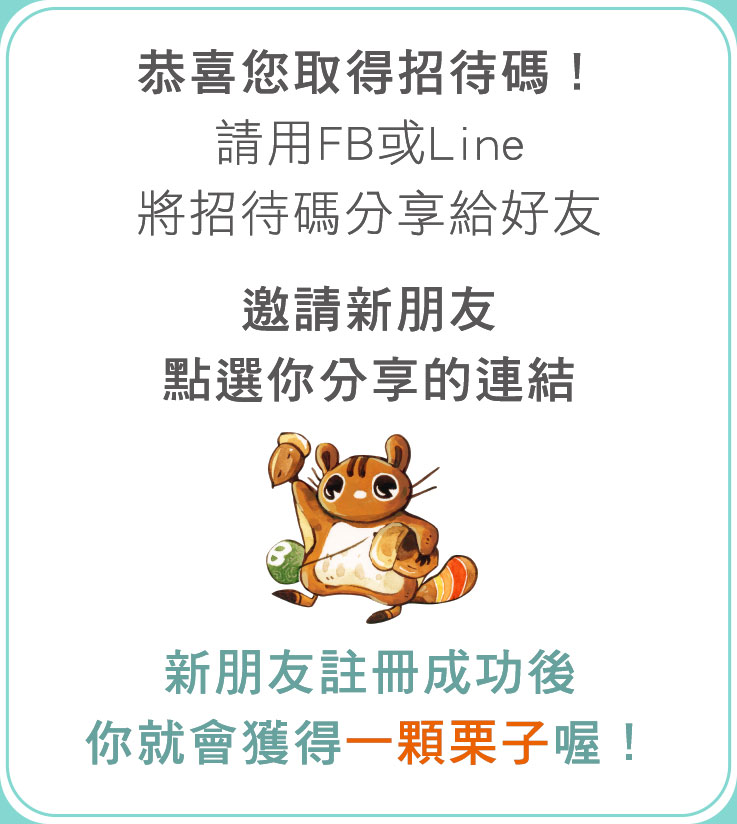 恭喜您取得招待碼！
請用FB或Line
將招待碼分享給好友
邀請新朋友
點選你分享的連結
B
新朋友註冊成功後
你就會獲得一顆栗子喔！